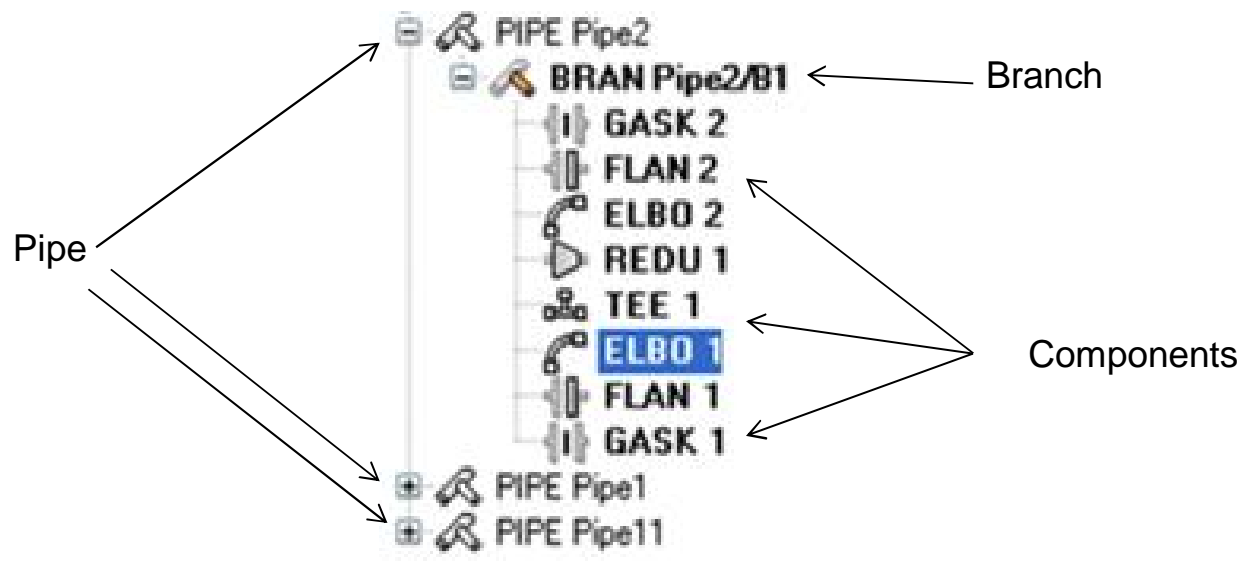 PIPE Pipe2
BRAN Pipe2/B1
Branch
GASK 2
FLAN 2
ELBO 2
Pipe
REDU 1
TEE 1
ELBO 1
Components
FLAN 1
GASK 1
PIPE Pipe1
PIPE Pipe11